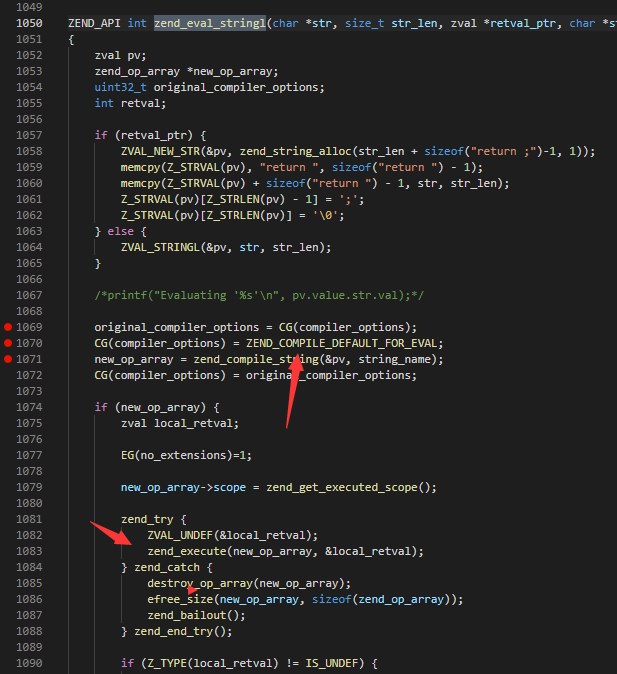 1049
1050 ZEND_API int zend_eval_stringl(char *str, size_t str_len, zval *retval_ptr, char *st
1051 {
1052     zval pv;
1053     zend_op_array *new_op_array;
1054     uint32_t original_compiler_options;
1055     int retval;
1056
1057     if (retval_ptr) {
1058         ZVAL_NEW_STR(&pv, zend_string_alloc(str_len + sizeof("return ;")-1, 1));
1059         memcpy(Z_STRVAL(pv), "return ", sizeof("return ") - 1);
1060         memcpy(Z_STRVAL(pv) + sizeof("return ") - 1, str, str_len);
1061         Z_STRVAL(pv)[Z_STRLEN(pv) - 1] = ';';
1062         Z_STRVAL(pv)[Z_STRLEN(pv)] = '\0';
1063     } else {
1064         ZVAL_STRINGL(&pv, str, str_len);
1065     }
1066
1067     /*printf("Evaluating '%s'\n", pv.value.str.val);*/
1068
1069     original_compiler_options = CG(compiler_options);
1070     CG(compiler_options) = ZEND_COMPILE_DEFAULT_FOR_EVAL;
1071     new_op_array = zend_compile_string(&pv, string_name);
1072     CG(compiler_options) = original_compiler_options;
1073
1074     if (new_op_array) {
1075         zval local_retval;
1076
1077         EG(no_extensions)=1;
1078
1079         new_op_array->scope = zend_get_executed_scope();
1080
1081         zend_try {
1082             ZVAL_UNDEF(&local_retval);
1083             zend_execute(new_op_array, &local_retval);
1084         } zend_catch {
1085             destroy_op_array(new_op_array);
1086             efree_size(new_op_array, sizeof(zend_op_array));
1087             zend_bailout();
1088         } zend_end_try();
1089
1090         if (Z_TYPE(local_retval) != IS_UNDEF) {